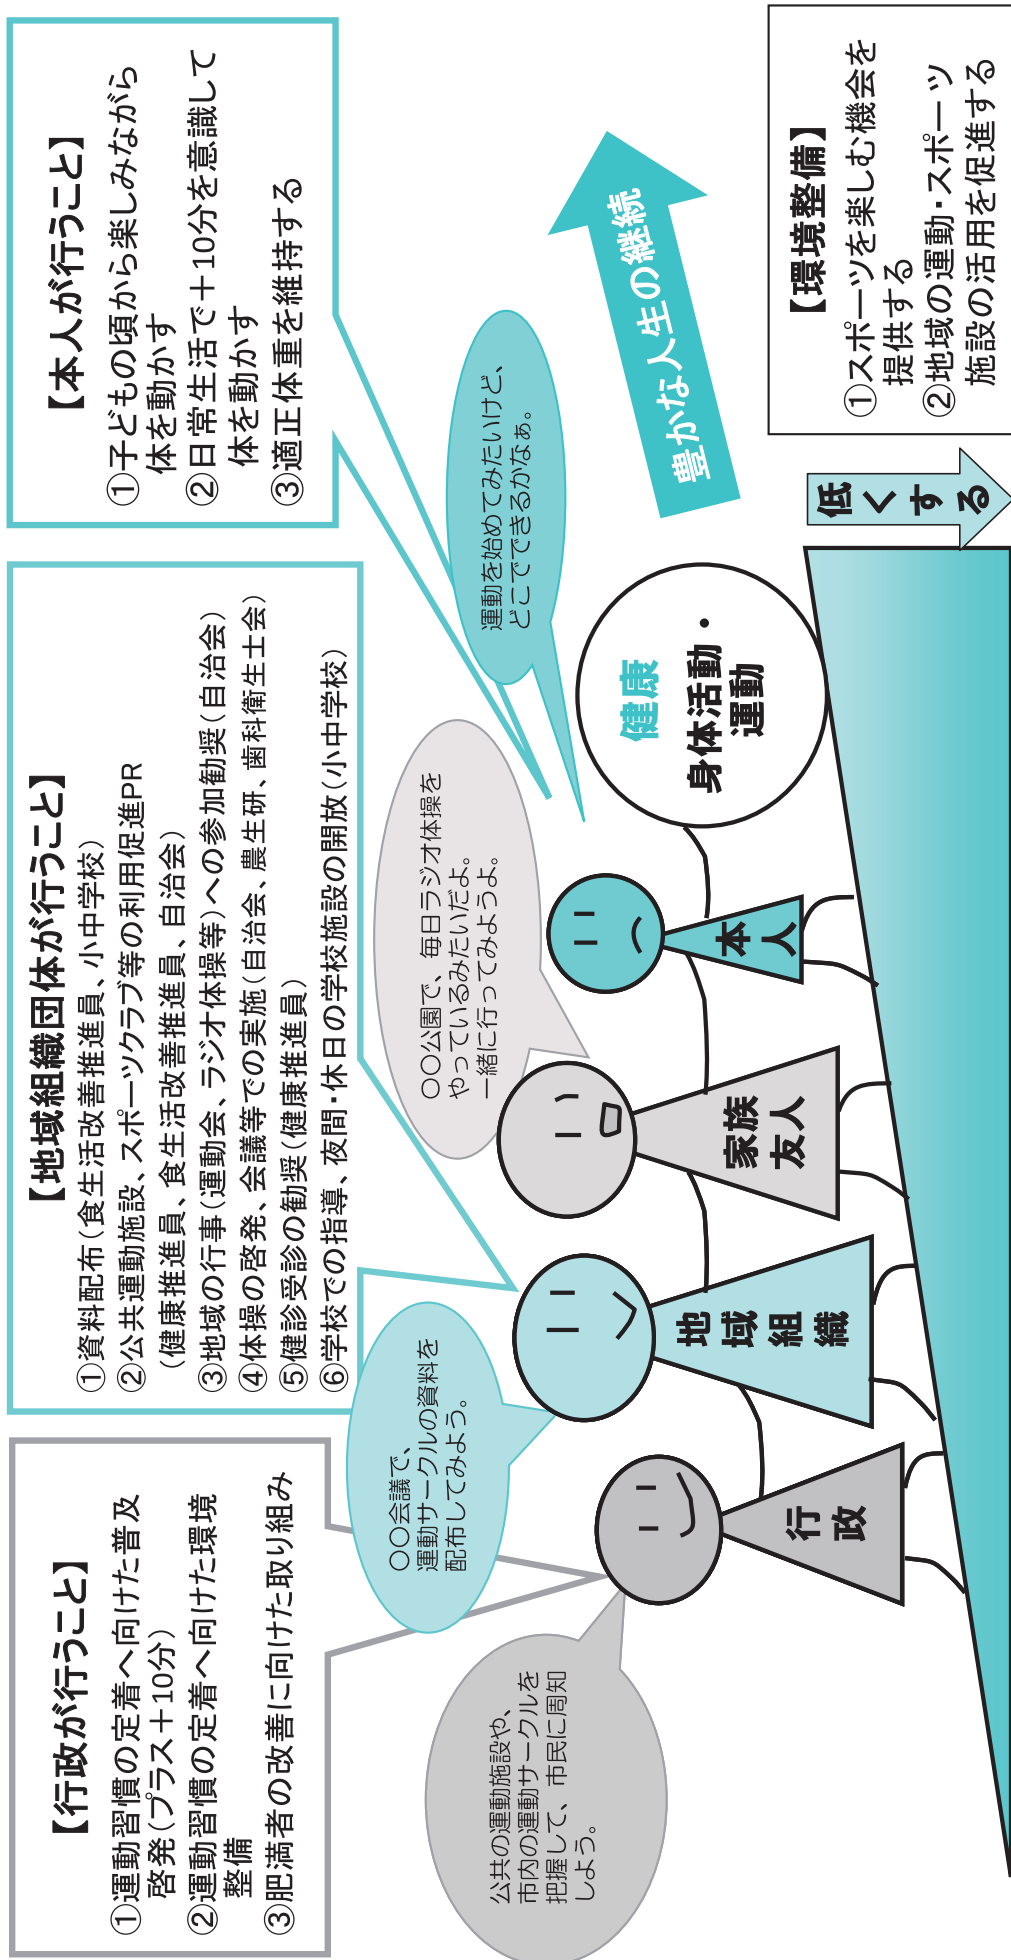 【行政が行うこと】
①運動習慣の定着へ向けた普及
啓発(プラス+10分)
②運動習慣の定着へ向けた環境
整備
③肥満者の改善に向けた取り組み
【地域組織団体が行うこと】
①資料配布(食生活改善推進員、小中学校)
②公共運動施設、スポーツクラブ等の利用促進PR
(健康推進員、食生活改善推進員、自治会)
③地域の行事(運動会、ラジオ体操等)への参加勧奨(自治会)
④体操の啓発、会議等での実施(自治会、農生研、歯科衛生士会)
⑤健診受診の勧奨(健康推進員)
⑥学校での指導、夜間・休日の学校施設の開放(小中学校)
【本人が行うこと】
①子どもの頃から楽しみながら
体を動かす
②日常生活で+10分を意識して
体を動かす
③適正体重を維持する
公共の運動施設や、
市内の運動サークルを
把握して、市民に周知
しよう。
〇〇会議で、
運動サークルの資料を
配布してみよう。
〇〇公園で、毎日ラジオ体操を
やっているみたいだよ。
一緒に行ってみようよ。
運動を始めてみたいけど、
どこでできるかなぁ。
豊かな人生の継続
行
政
地
域
組
織
家族
友人
本
人
健康
身体活動・
運動
低くする
【環境整備】
①スポーツを楽しむ機会を
提供する
②地域の運動・スポーツ
施設の活用を促進する